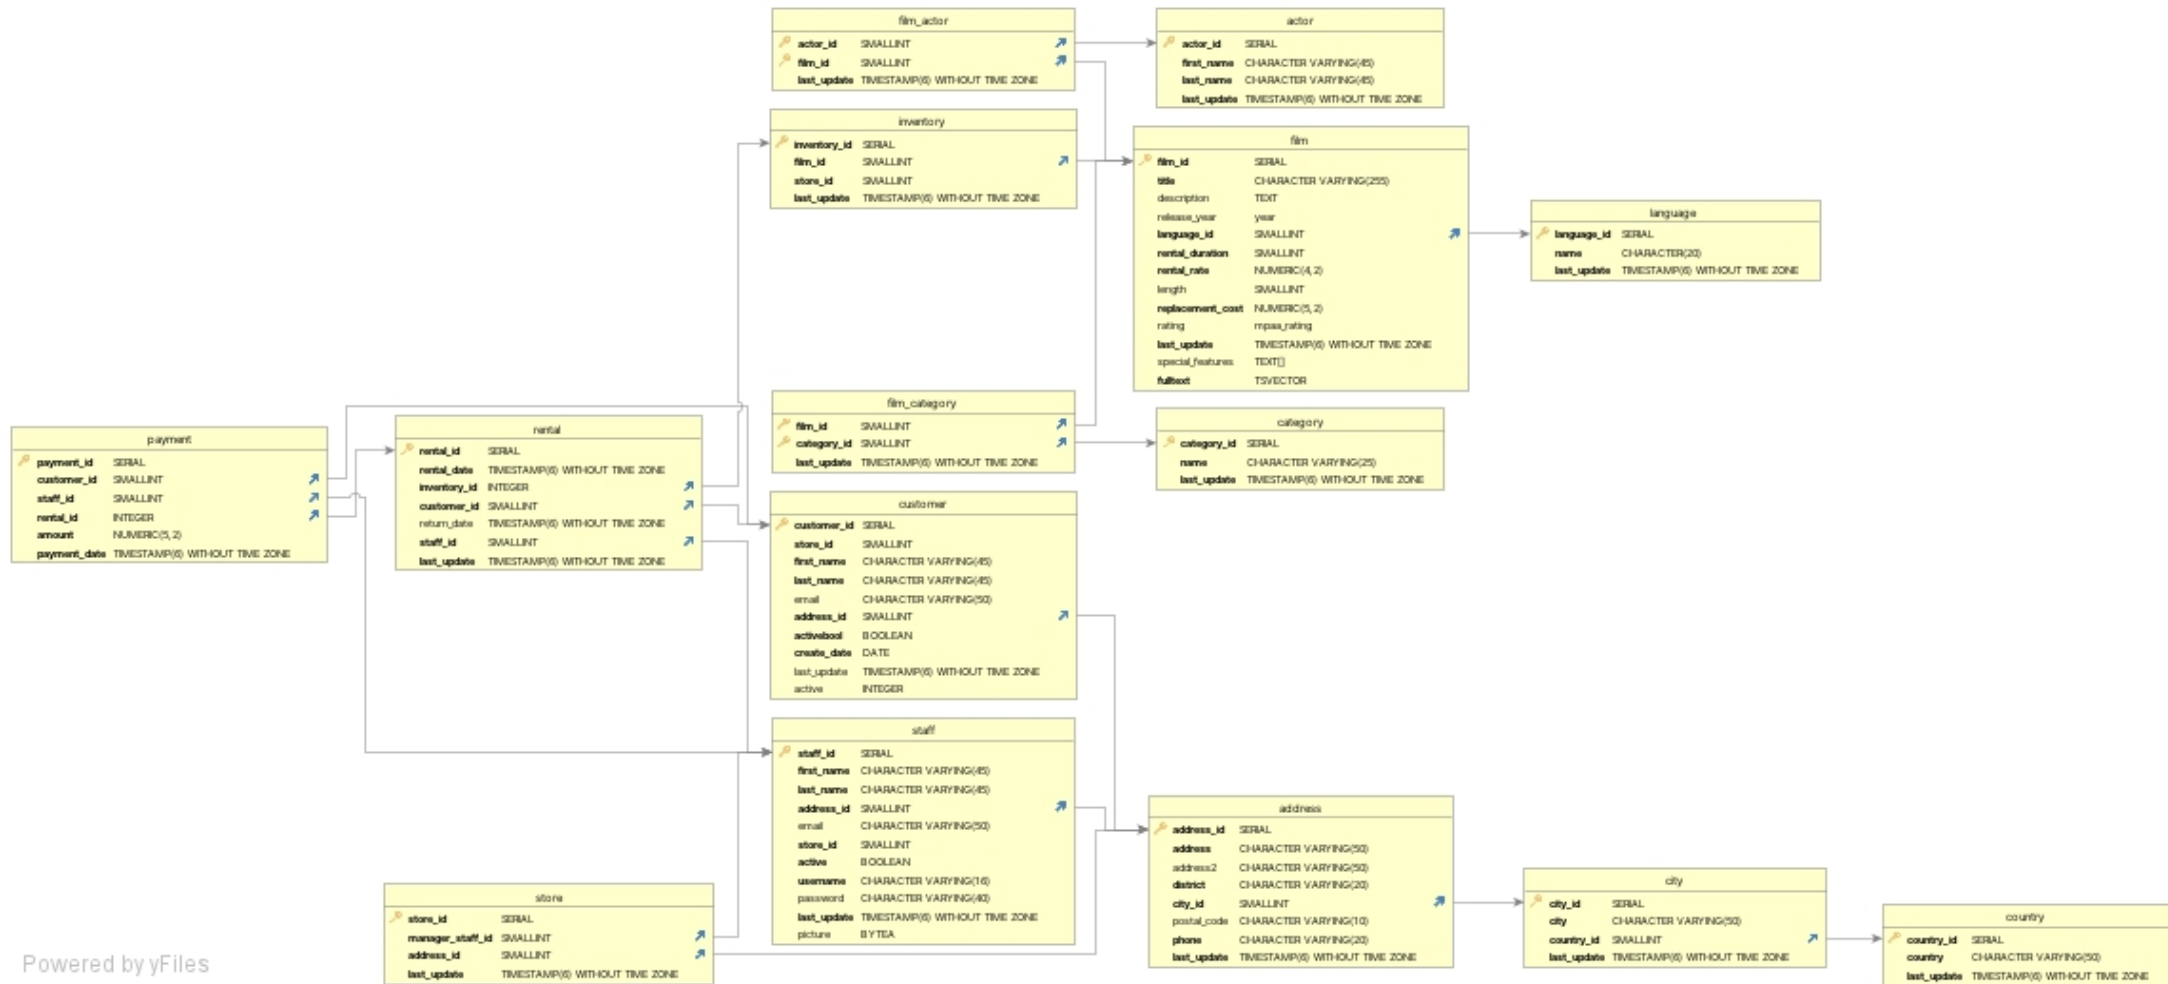 film_actor
actor_id SMALLINT
film_id SMALLINT
last_update TIMESTAMP(6) WITHOUT TIME ZONE
actor
actor_id SERIAL
first_name CHARACTER VARYING(45)
last_name CHARACTER VARYING(45)
last_update TIMESTAMP(6) WITHOUT TIME ZONE
inventory
inventory_id SERIAL
film_id SMALLINT
store_id SMALLINT
last_update TIMESTAMP(6) WITHOUT TIME ZONE
film
film_id SERIAL
title CHARACTER VARYING(255)
description TEXT
release_year year
language_id SMALLINT
rental_duration SMALLINT
rental_rate NUMERIC(4,2)
length SMALLINT
replacement_cost NUMERIC(5,2)
rating mpaa_rating
last_update TIMESTAMP(6) WITHOUT TIME ZONE
special_features TEXT[]
fulltext TSVECTOR
language
language_id SERIAL
name CHARACTER(20)
last_update TIMESTAMP(6) WITHOUT TIME ZONE
payment
payment_id SERIAL
customer_id SMALLINT
staff_id SMALLINT
rental_id INTEGER
amount NUMERIC(5,2)
payment_date TIMESTAMP(6) WITHOUT TIME ZONE
rental
rental_id SERIAL
rental_date TIMESTAMP(6) WITHOUT TIME ZONE
inventory_id INTEGER
customer_id SMALLINT
return_date TIMESTAMP(6) WITHOUT TIME ZONE
staff_id SMALLINT
last_update TIMESTAMP(6) WITHOUT TIME ZONE
film_category
film_id SMALLINT
category_id SMALLINT
last_update TIMESTAMP(6) WITHOUT TIME ZONE
category
category_id SERIAL
name CHARACTER VARYING(25)
last_update TIMESTAMP(6) WITHOUT TIME ZONE
customer
customer_id SERIAL
store_id SMALLINT
first_name CHARACTER VARYING(45)
last_name CHARACTER VARYING(45)
email CHARACTER VARYING(50)
address_id SMALLINT
activebool BOOLEAN
create_date DATE
last_update TIMESTAMP(6) WITHOUT TIME ZONE
active INTEGER
staff
staff_id SERIAL
first_name CHARACTER VARYING(45)
last_name CHARACTER VARYING(45)
address_id SMALLINT
email CHARACTER VARYING(50)
store_id SMALLINT
active BOOLEAN
username CHARACTER VARYING(16)
password CHARACTER VARYING(40)
last_update TIMESTAMP(6) WITHOUT TIME ZONE
picture BYTEA
store
store_id SERIAL
manager_staff_id SMALLINT
address_id SMALLINT
last_update TIMESTAMP(6) WITHOUT TIME ZONE
address
address_id SERIAL
address CHARACTER VARYING(50)
address2 CHARACTER VARYING(50)
district CHARACTER VARYING(20)
city_id SMALLINT
postal_code CHARACTER VARYING(10)
phone CHARACTER VARYING(20)
last_update TIMESTAMP(6) WITHOUT TIME ZONE
city
city_id SERIAL
city CHARACTER VARYING(50)
country_id SMALLINT
last_update TIMESTAMP(6) WITHOUT TIME ZONE
country
country_id SERIAL
country CHARACTER VARYING(50)
last_update TIMESTAMP(6) WITHOUT TIME ZONE
Powered by yFiles